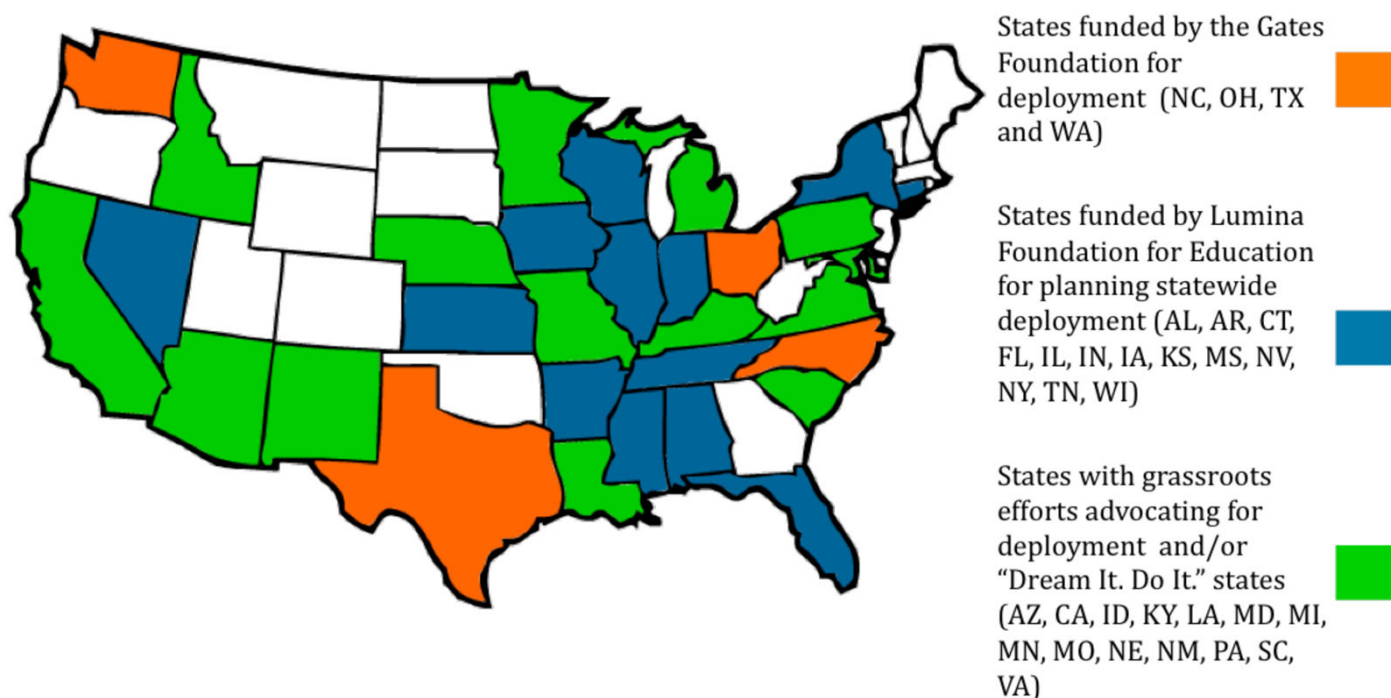 States funded by the Gates
Foundation for
deployment (NC, OH, TX
and WA)
States funded by Lumina
Foundation for Education
for planning statewide
deployment (AL, AR, CT,
FL, IL, IN, IA, KS, MS, NV,
NY, TN, WI)
States with grassroots
efforts advocating for
deployment and/or
“Dream It. Do It.” states
(AZ, CA, ID, KY, LA, MD, MI,
MN, MO, NE, NM, PA, SC,
VA)